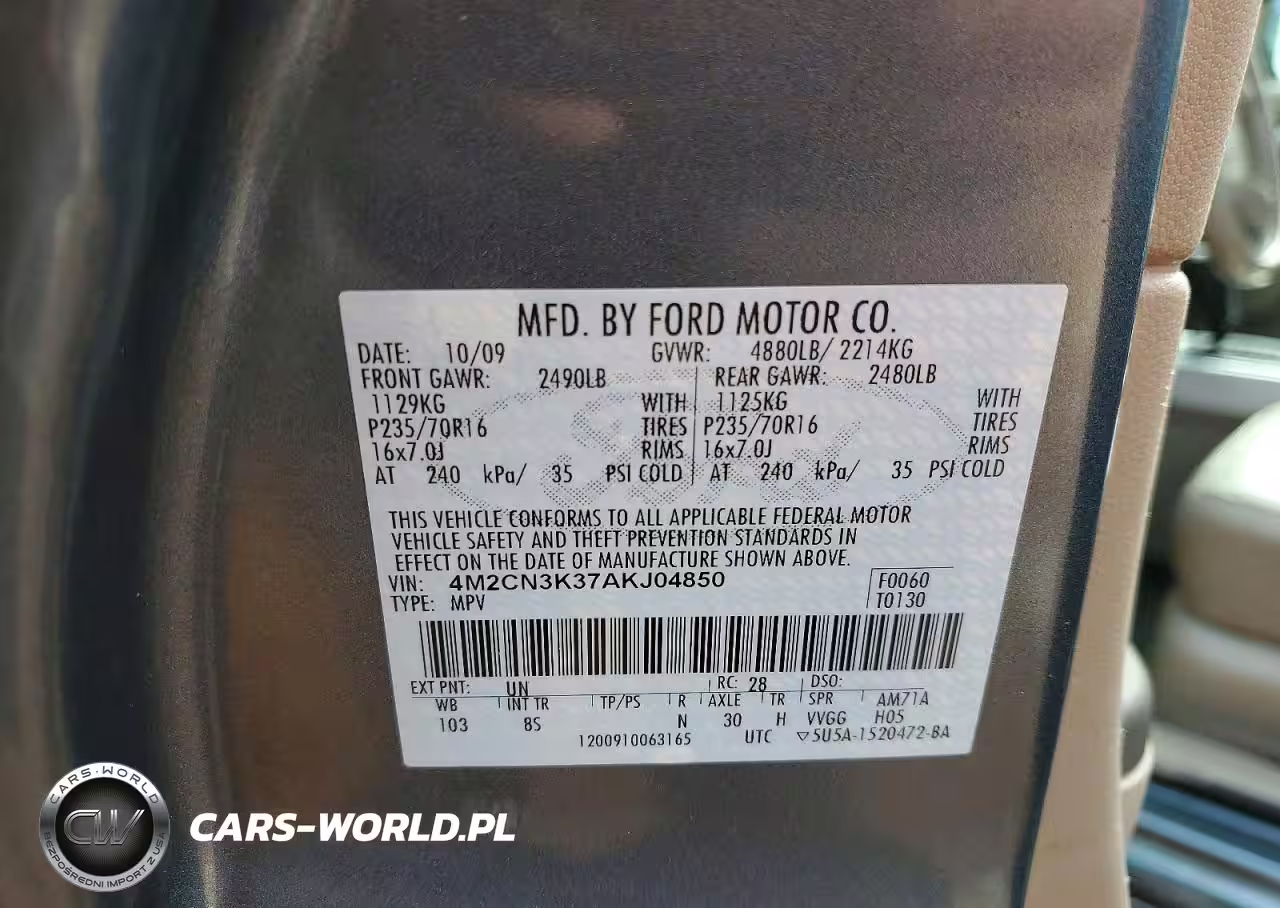 MFD. BY FORD MOTOR CO.
DATE: 10/09 GVWR: 4880LB/ 2214KG
FRONT GAWR: 2490LB REAR GAWR: 2480LB
1129KG WITH 1125KG WITH
P235/70R16 TIRES P235/70R16 TIRES
16x7.0J RIMS 16x7.0J RIMS
AT 240 kPa/ 35 PSI COLD AT 240 kPa/ 35 PSI COLD
THIS VEHICLE CONFORMS TO ALL APPLICABLE FEDERAL MOTOR
VEHICLE SAFETY AND THEFT PREVENTION STANDARDS IN
EFFECT ON THE DATE OF MANUFACTURE SHOWN ABOVE.
VIN: 4M2CN3K37AKJ04850 F0060
TYPE: MPV T0130
EXT PNT: UN RC: 28 DSO:
WB INT TR TP/PS R AXLE TR SPR AM71A
103 8S N 30 H VVGG H05
1200910063165 UTC ▽5U5A-1520472-BA
CARS-WORLD
CW
BEZPOŚREDNI IMPORT Z USA
CARS-WORLD.PL